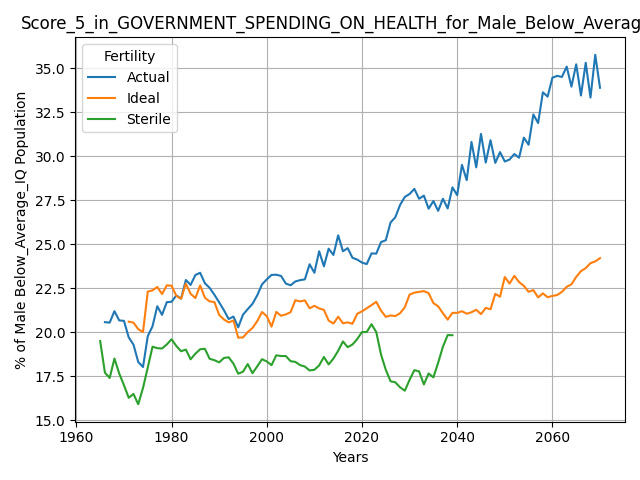 Score_5_in_GOVERNMENT_SPENDING_ON_HEALTH_for_Male_Below_Averag
Fertility
Actual
Ideal
Sterile
% of Male Below_Average_IQ Population
35.0
32.5
30.0
27.5
25.0
22.5
20.0
17.5
15.0
1960 1980 2000 2020 2040 2060
Years